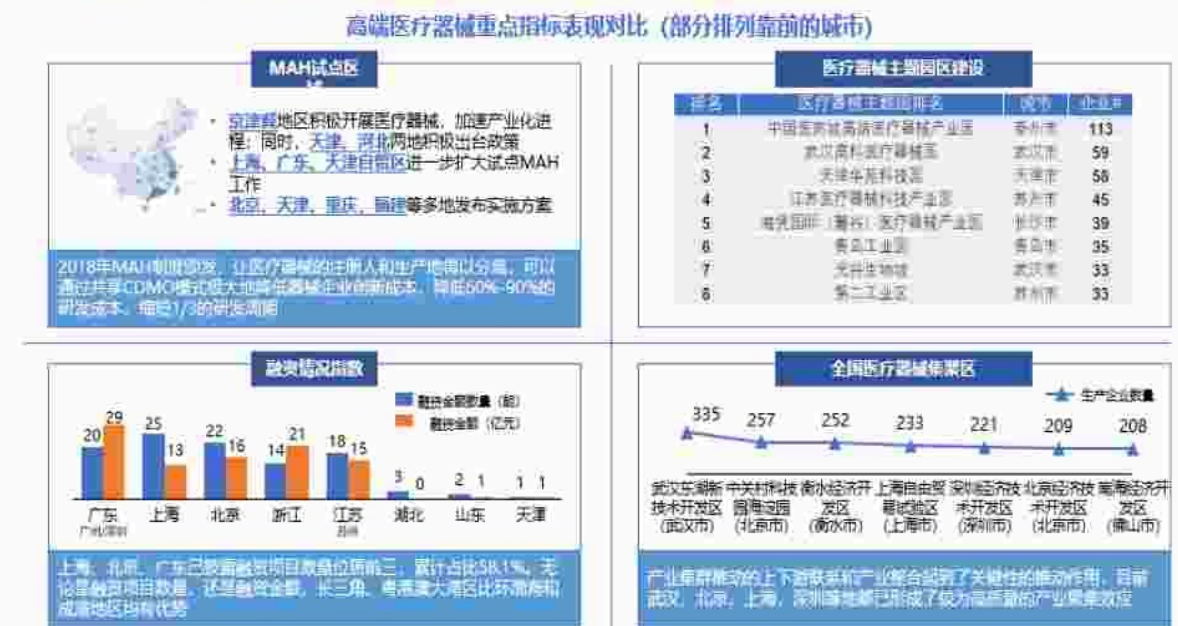 高端医疗器械重点指标表现对比（部分排列靠前的城市）
MAH试点区域
• 京津冀地区积极开展医疗器械，加速产业化进
程；同时，天津、河北两地积极出台政策
• 上海、广东、天津自贸区进一步扩大试点MAH
工作
• 北京、天津、重庆、福建等多地发布实施方案
2018年MAH制度颁发，让医疗器械的注册人和生产地得以分离，可以
通过共享CDMO模式极大地降低器械企业创新成本，降低60%-90%的
研发成本，缩短1/3的研发周期
医疗器械主题园区建设
排名 医疗器械主题园排名 城市 企业#
1 中国医药城高端医疗器械产业园 泰州市 113
2 武汉高科医疗器械园 武汉市 59
3 天津华苑科技园 天津市 58
4 江苏医疗器械科技产业园 苏州市 45
5 医疗器械产业园 长沙市 39
6 青岛工业园 青岛市 35
7 光谷生物城 武汉市 33
8 第二工业区 33
融资情况指数
融资金额数量（起）
融资金额（亿元）
20 29 25 13 22 16 14 21 18 15 3 0 2 1 1 1
广东 上海 北京 浙江 江苏 湖北 山东 天津
广州/深圳 苏州
上海、北京、广东已披露融资项目数量位居前三，累计占比58.1%。无
论是融资项目数量，还是融资金额，长三角、粤港澳大湾区比环渤海和
成渝地区均有优势
全国医疗器械集聚区
生产企业数量
335 257 252 233 221 209 208
武汉东湖新 中关村科技 衡水经济开 上海自由贸 深圳经济技 北京经济技 南海经济开
技术开发区 园海淀园 发区 易试验区 术开发区 术开发区 发区
(武汉市) (北京市) (衡水市) (上海市) (深圳市) (北京市) (佛山市)
产业集群推动的上下游联系和产业整合起到了关键性的推动作用，目前
武汉、北京、上海、深圳等地都已形成了较为高质量的产业聚集效应